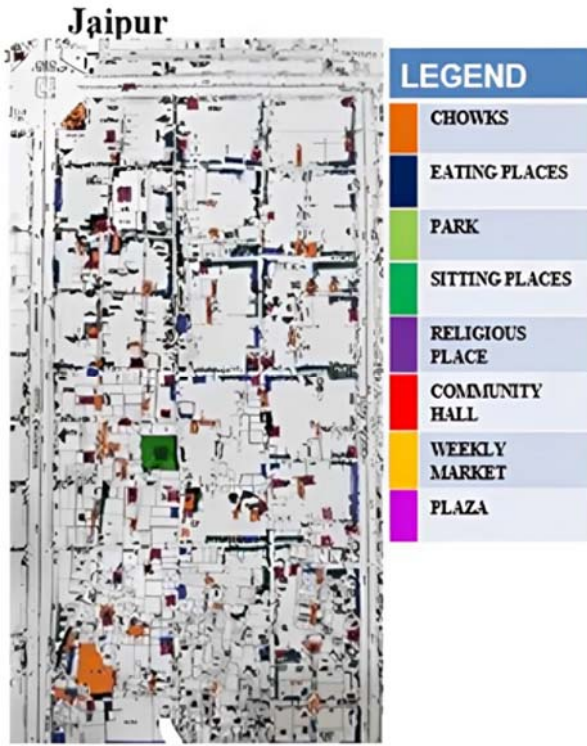 Jaipur
LEGEND
CHOWKS
EATING PLACES
PARK
SITTING PLACES
RELIGIOUS
PLACE
COMMUNITY
HALL
WEEKLY
MARKET
PLAZA